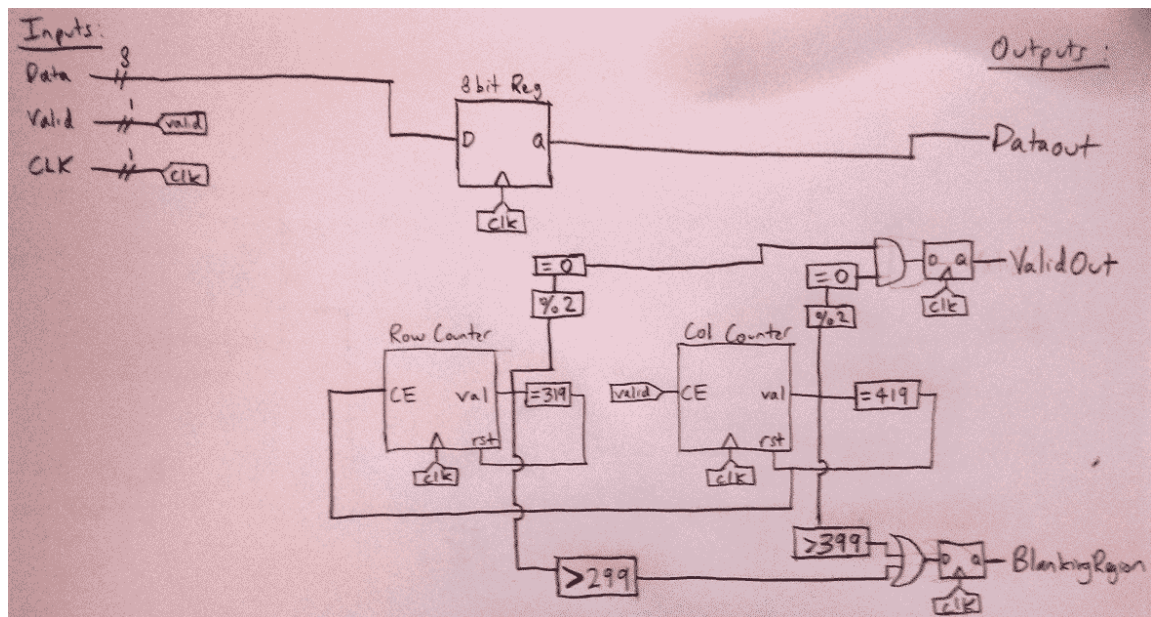 Inputs:
Outputs:
Data 8
8bit Reg
Valid 1 valid
D Q
Dataout
CLK 1 clk
clk
= 0
= 0
D Q
ValidOut
%2
%2
clk
Row Counter
Col Counter
CE val
=319
valid
CE val
=419
rst
rst
clk
clk
>399
D Q
BlankingRegion
>299
clk